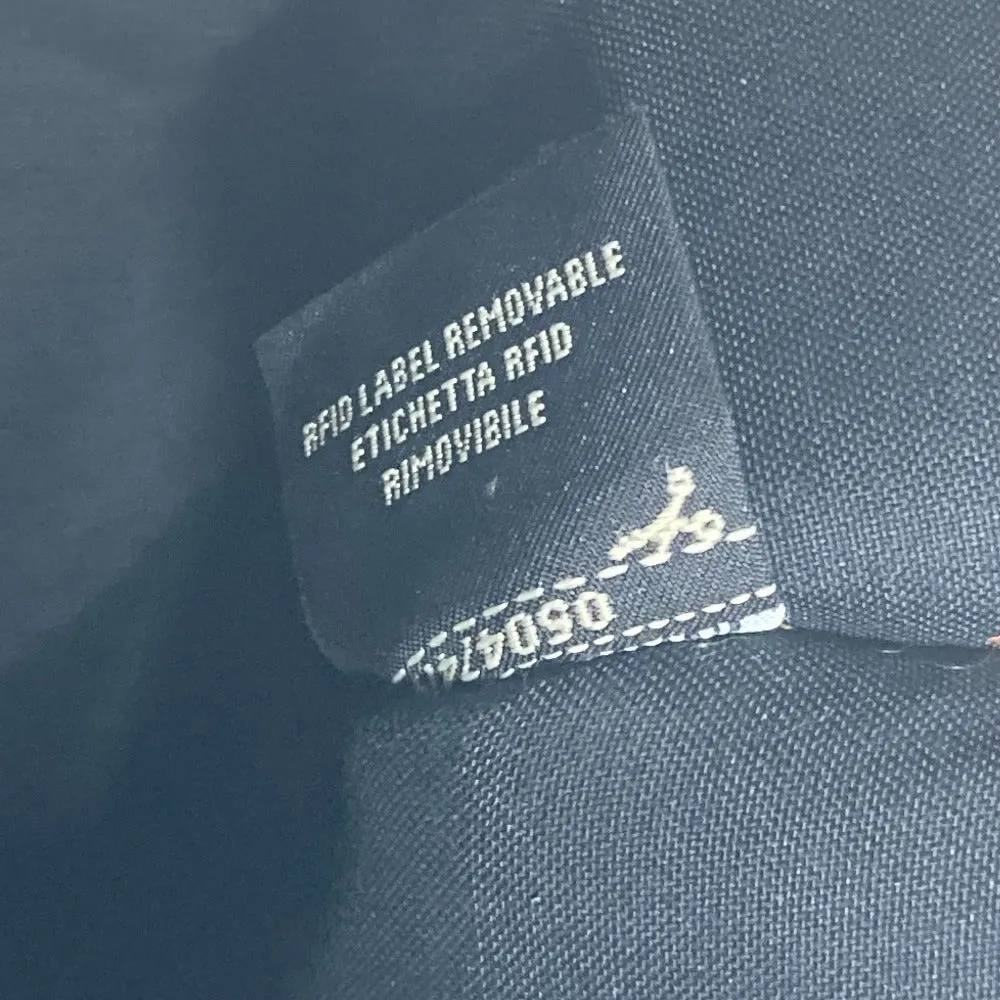 RFID LABEL REMOVABLE
ETICHETTA RFID
RIMOVIBILE
050474